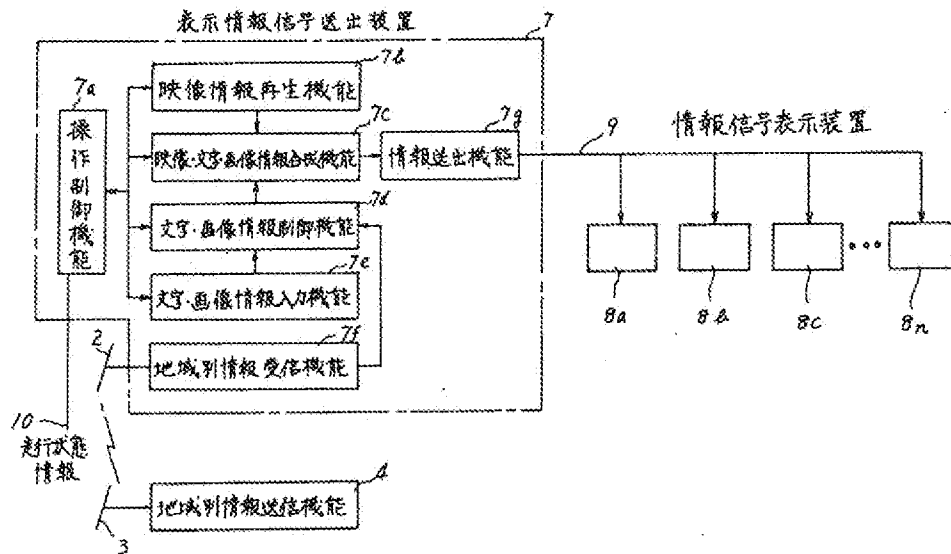 表示情報信号送出装置
7
7a
操作制御機能
7b
映像情報再生機能
7c
映像・文字画像情報合成機能
7g
情報送出機能
9
情報信号表示装置
7d
文字・画像情報制御機能
7e
文字・画像情報入力機能
8a
8b
8c
8n
2
7f
地域別情報受信機能
10
走行状態
情報
4
地域別情報送信機能
3